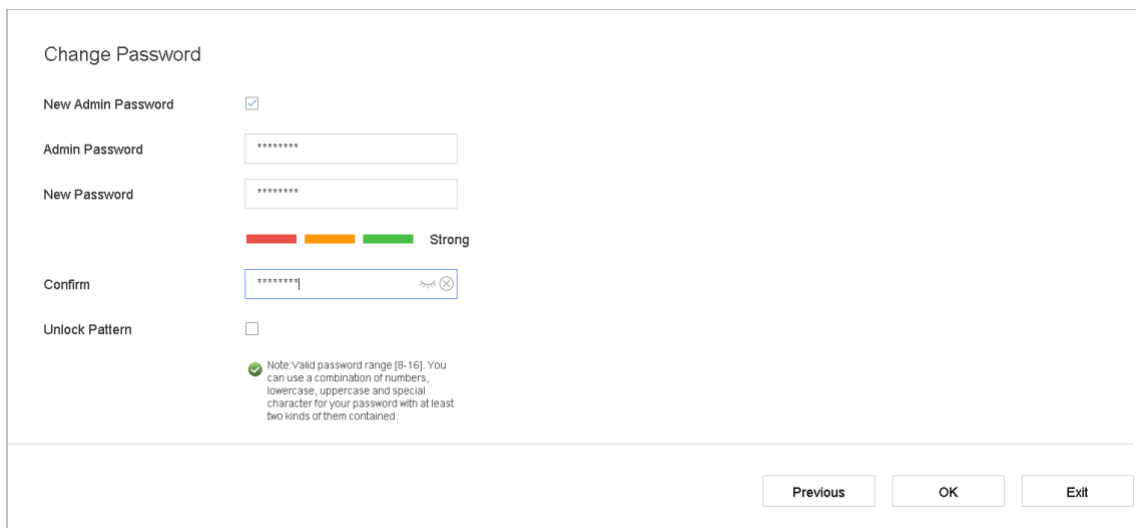 Change Password
New Admin Password
Admin Password ********
New Password ********
Strong
Confirm ********
Unlock Pattern
Note:Valid password range [8-16]. You
can use a combination of numbers,
lowercase, uppercase and special
character for your password with at least
two kinds of them contained.
Previous OK Exit